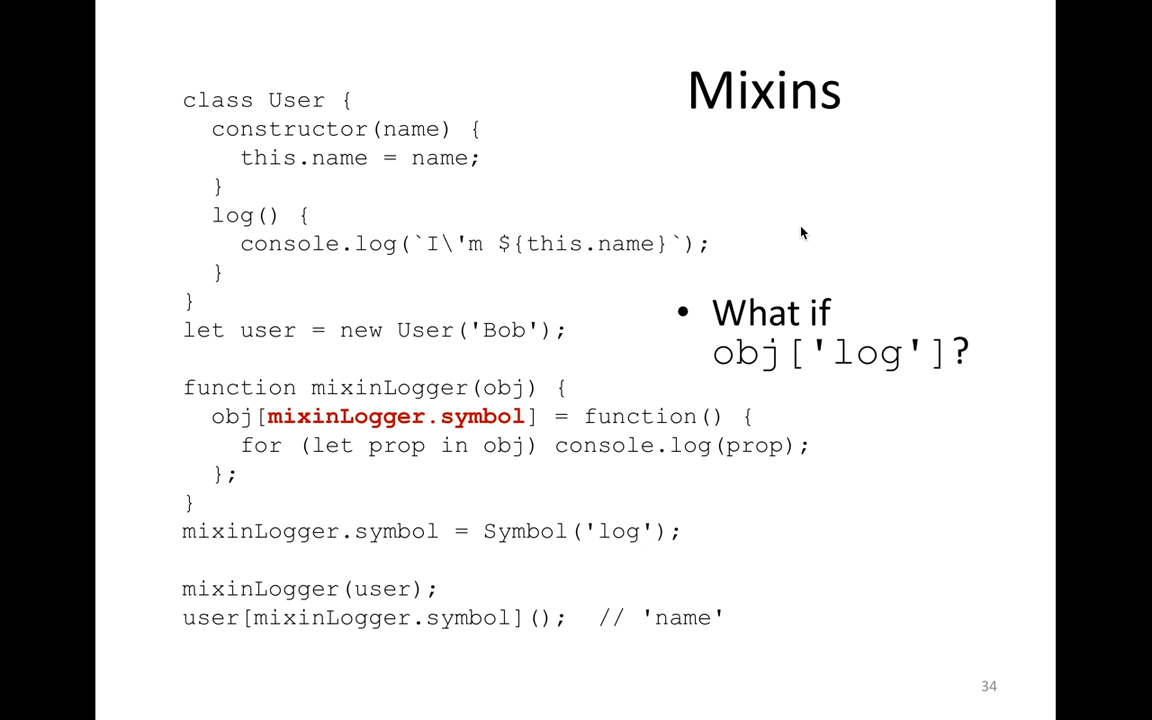 Mixins
class User {
  constructor(name) {
    this.name = name;
  }
  log() {
    console.log(`I\'m ${this.name}`);
  }
}
let user = new User('Bob');

function mixinLogger(obj) {
  obj[mixinLogger.symbol] = function() {
    for (let prop in obj) console.log(prop);
  };
}
mixinLogger.symbol = Symbol('log');

mixinLogger(user);
user[mixinLogger.symbol](); // 'name'
• What if
obj['log']?
34